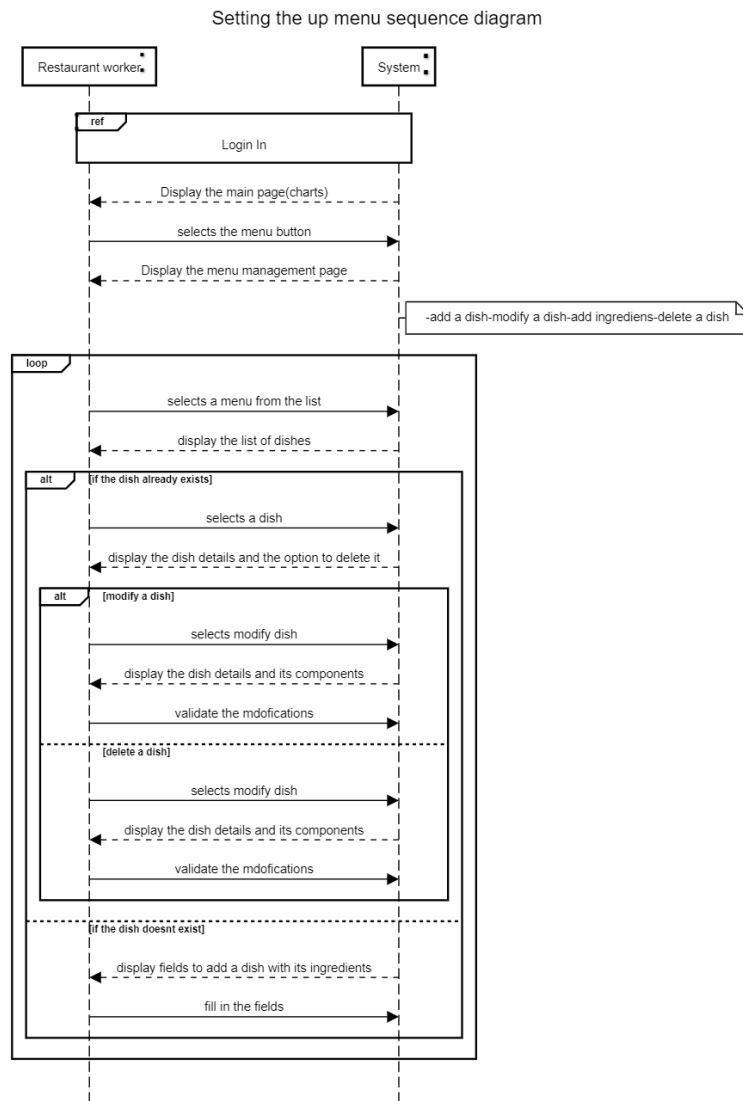 Setting the up menu sequence diagram
Restaurant worker
System
ref
Login In
Display the main page(charts)
selects the menu button
Display the menu management page
-add a dish-modify a dish-add ingrediens-delete a dish
loop
selects a menu from the list
display the list of dishes
alt [if the dish already exists]
selects a dish
display the dish details and the option to delete it
alt [modify a dish]
selects modify dish
display the dish details and its components
validate the mdofications
[delete a dish]
selects modify dish
display the dish details and its components
validate the mdofications
[if the dish doesnt exist]
display fields to add a dish with its ingredients
fill in the fields